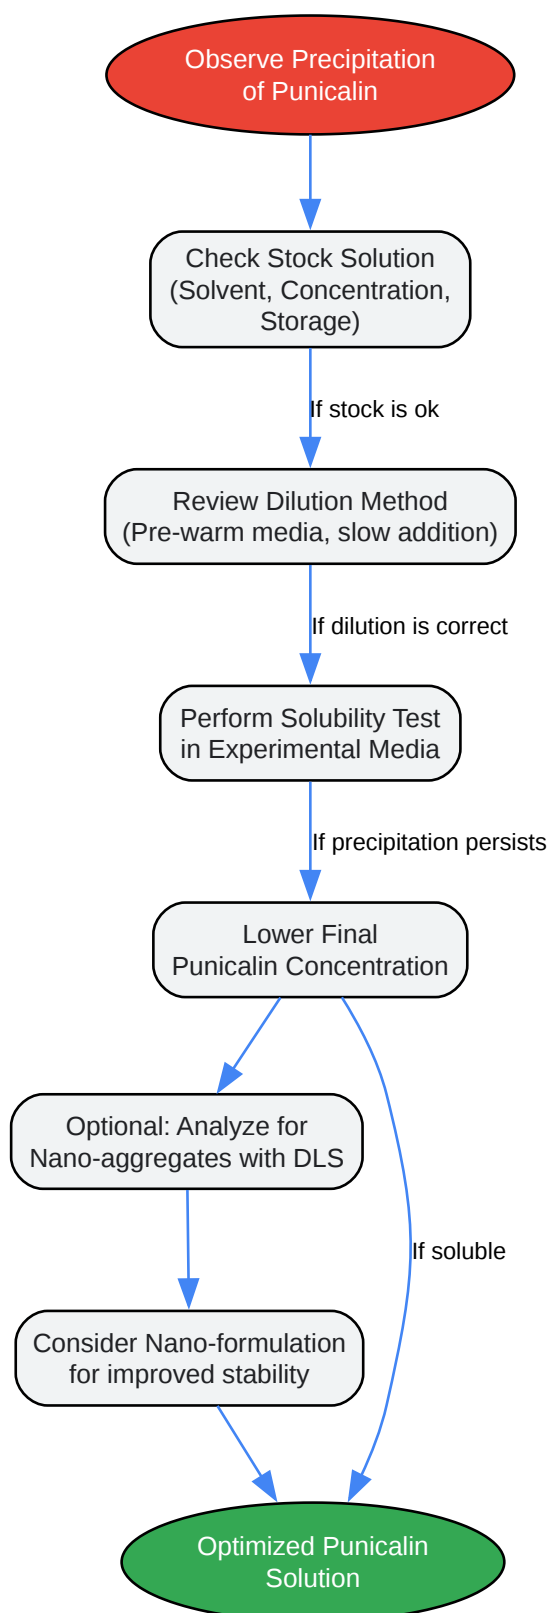 Observe Precipitation
of Punicalin
Check Stock Solution
(Solvent, Concentration,
Storage)
If stock is ok
Review Dilution Method
(Pre-warm media, slow addition)
If dilution is correct
Perform Solubility Test
in Experimental Media
If precipitation persists
Lower Final
Punicalin Concentration
Optional: Analyze for
Nano-aggregates with DLS
If soluble
Consider Nano-formulation
for improved stability
Optimized Punicalin
Solution